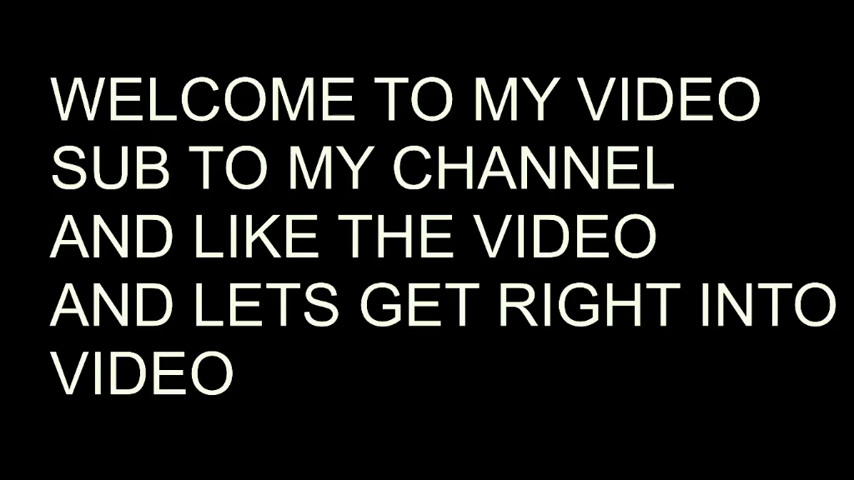 WELCOME TO MY VIDEO
SUB TO MY CHANNEL
AND LIKE THE VIDEO
AND LETS GET RIGHT INTO
VIDEO